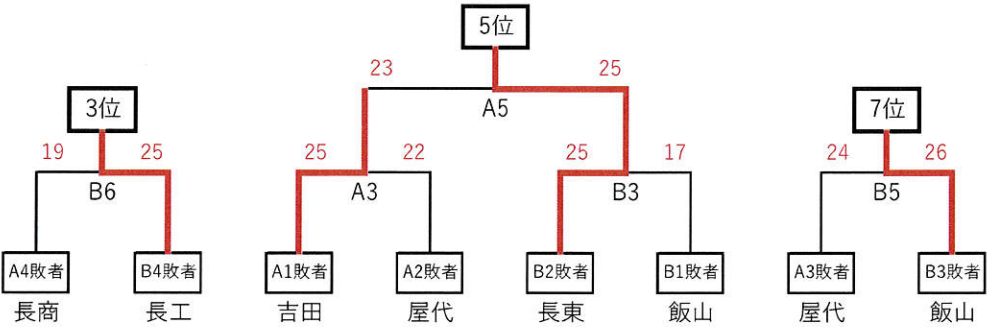 5位
23 25
A5
3位
19 25
B6
25 22
A3
25 17
B3
7位
24 26
B5
A4敗者 B4敗者 A1敗者 A2敗者 B2敗者 B1敗者 A3敗者 B3敗者
長商 長工 吉田 屋代 長東 飯山 屋代 飯山